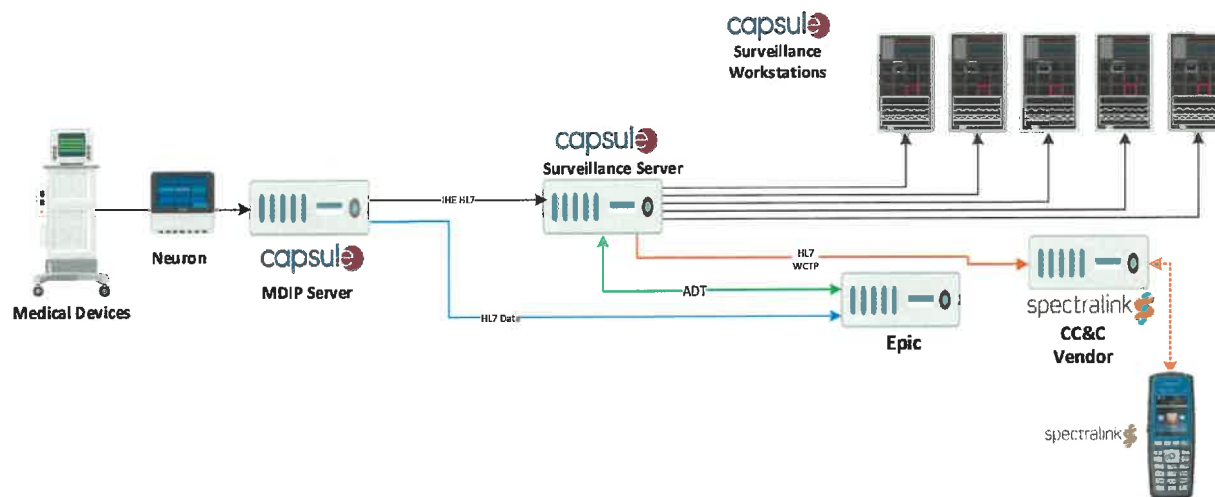 capsule
Surveillance
Workstations
capsule
Surveillance Server
IHE HL7
Neuron
capsule
MDIP Server
Medical Devices
HL7
WCTP
ADT
HL7 Data
Epic
spectralink
CC&C
Vendor
spectralink